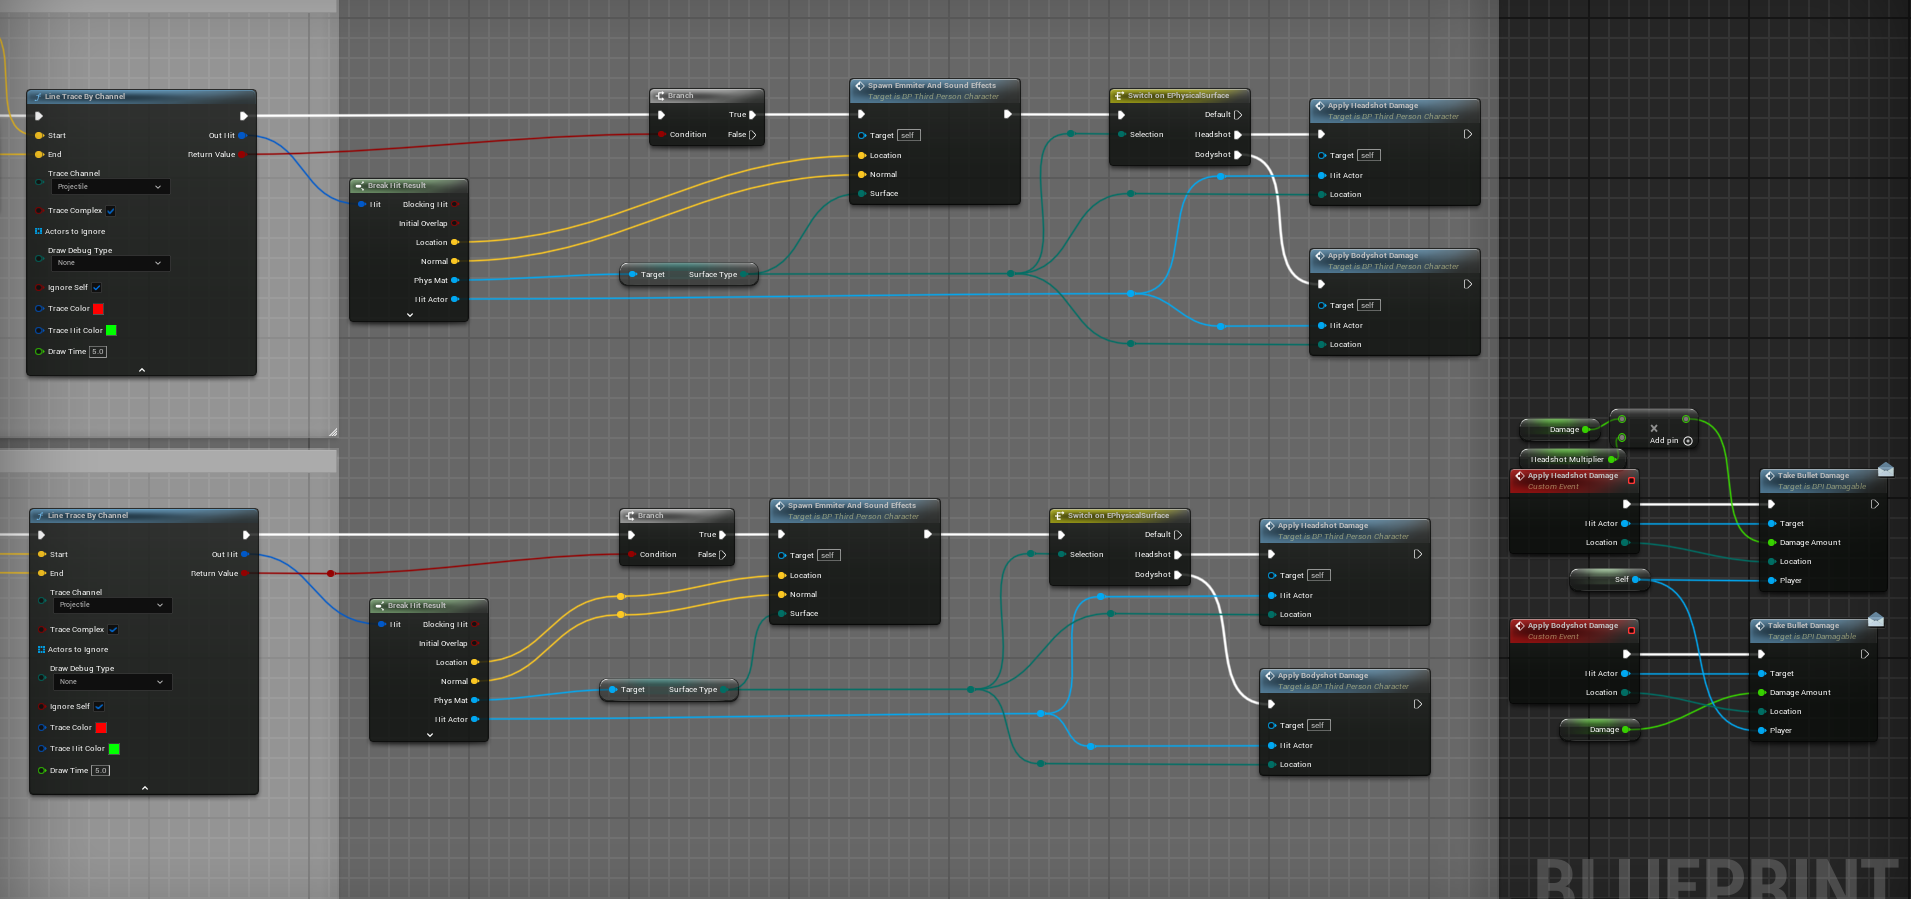 Line Trace By Channel
Start
Out Hit
End
Return Value
Trace Channel
Projectile
Trace Complex
Actors to Ignore
Draw Debug Type
None
Ignore Self
Trace Color
Trace Hit Color
Draw Time 5.0
Break Hit Result
Hit
Blocking Hit
Initial Overlap
Location
Normal
Phys Mat
Hit Actor
Branch
True
Condition
False
Target
Surface Type
Spawn Emmiter And Sound Effects
Target is BP Third Person Character
Target self
Location
Normal
Surface
Switch on EPhysicalSurface
Default
Selection
Headshot
Bodyshot
Apply Headshot Damage
Target is BP Third Person Character
Target self
Hit Actor
Location
Apply Bodyshot Damage
Target is BP Third Person Character
Target self
Hit Actor
Location
Line Trace By Channel
Start
Out Hit
End
Return Value
Trace Channel
Projectile
Trace Complex
Actors to Ignore
Draw Debug Type
None
Ignore Self
Trace Color
Trace Hit Color
Draw Time 5.0
Break Hit Result
Hit
Blocking Hit
Initial Overlap
Location
Normal
Phys Mat
Hit Actor
Branch
True
Condition
False
Target
Surface Type
Spawn Emmiter And Sound Effects
Target is BP Third Person Character
Target self
Location
Normal
Surface
Switch on EPhysicalSurface
Default
Selection
Headshot
Bodyshot
Apply Headshot Damage
Target is BP Third Person Character
Target self
Hit Actor
Location
Apply Bodyshot Damage
Target is BP Third Person Character
Target self
Hit Actor
Location
Damage
Add pin
Headshot Multiplier
Apply Headshot Damage
Custom Event
Hit Actor
Location
Take Bullet Damage
Target is BPI Damagable
Target
Damage Amount
Location
Player
Self
Apply Bodyshot Damage
Custom Event
Hit Actor
Location
Damage
Take Bullet Damage
Target is BPI Damagable
Target
Damage Amount
Location
Player
BLUEPRINT